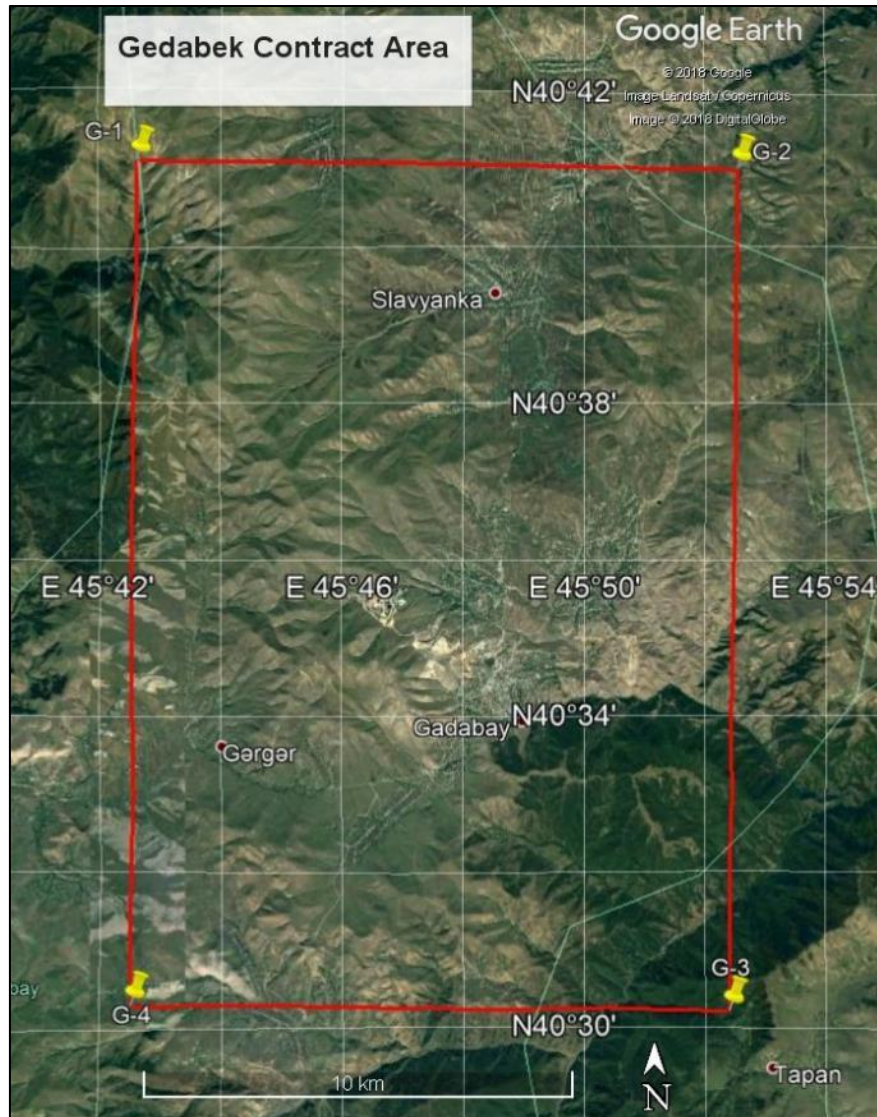 Gedabek Contract Area
Google Earth
© 2018 Google
Image Landsat / Copernicus
Image © 2018 DigitalGlobe
N40°42'
G-1
G-2
Slavyanka
N40°38'
E 45°42'
E 45°46'
E 45°50'
E 45°54
Gadabay
N40°34'
Gərgər
G-3
bay
G-4
N40°30'
10 km
N
Tapan